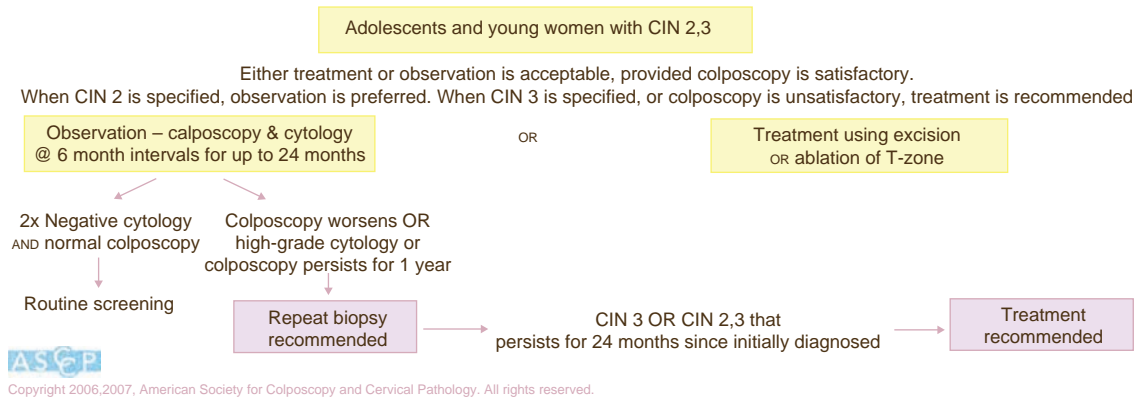 Adolescents and young women with CIN 2,3
Either treatment or observation is acceptable, provided colposcopy is satisfactory.
When CIN 2 is specified, observation is preferred. When CIN 3 is specified, or colposcopy is unsatisfactory, treatment is recommended
Observation – calposcopy & cytology
@ 6 month intervals for up to 24 months
OR
Treatment using excision
OR ablation of T-zone
2x Negative cytology
AND normal colposcopy
Colposcopy worsens OR
high-grade cytology or
colposcopy persists for 1 year
Routine screening
Repeat biopsy
recommended
CIN 3 OR CIN 2,3 that
persists for 24 months since initially diagnosed
Treatment
recommended
ASCCP
Copyright 2006,2007, American Society for Colposcopy and Cervical Pathology. All rights reserved.